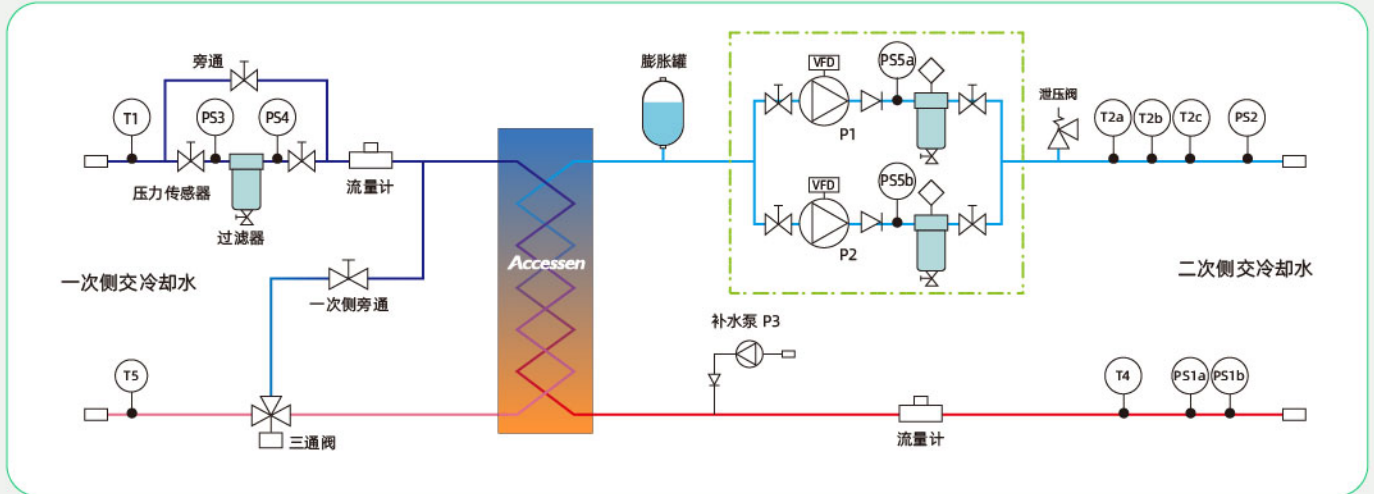 旁通
T1
PS3
PS4
压力传感器
过滤器
流量计
一次侧交冷却水
一次侧旁通
T5
三通阀
Accessen
膨胀罐
VFD
PS5a
P1
VFD
PS5b
P2
泄压阀
T2a
T2b
T2c
PS2
二次侧交冷却水
补水泵 P3
流量计
T4
PS1a
PS1b